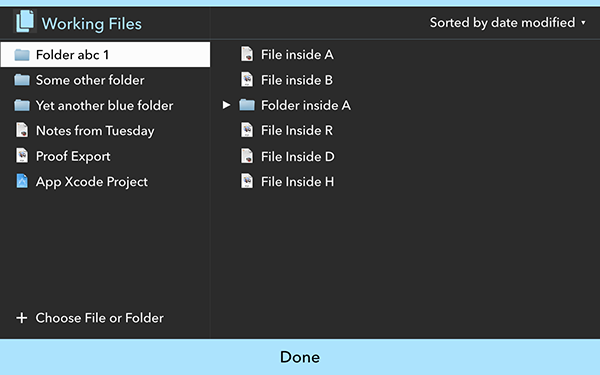 Working Files
Sorted by date modified
Folder abc 1
Some other folder
Yet another blue folder
Notes from Tuesday
Proof Export
App Xcode Project
Choose File or Folder
File inside A
File inside B
Folder inside A
File Inside R
File Inside D
File Inside H
Done